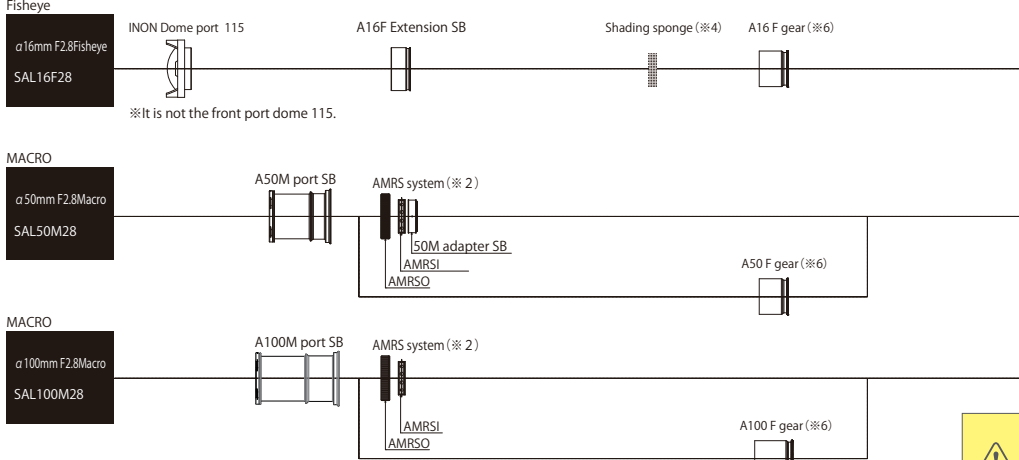 Fisheye
α16mm F2.8Fisheye
SAL16F28
INON Dome port 115
A16F Extension SB
Shading sponge（※4）
A16 F gear（※6）
※It is not the front port dome 115.
MACRO
α50mm F2.8Macro
SAL50M28
A50M port SB
AMRS system（※ 2）
50M adapter SB
AMRSI
AMRSO
A50 F gear（※6）
MACRO
α100mm F2.8Macro
SAL100M28
A100M port SB
AMRS system（※ 2）
AMRSI
AMRSO
A100 F gear（※6）